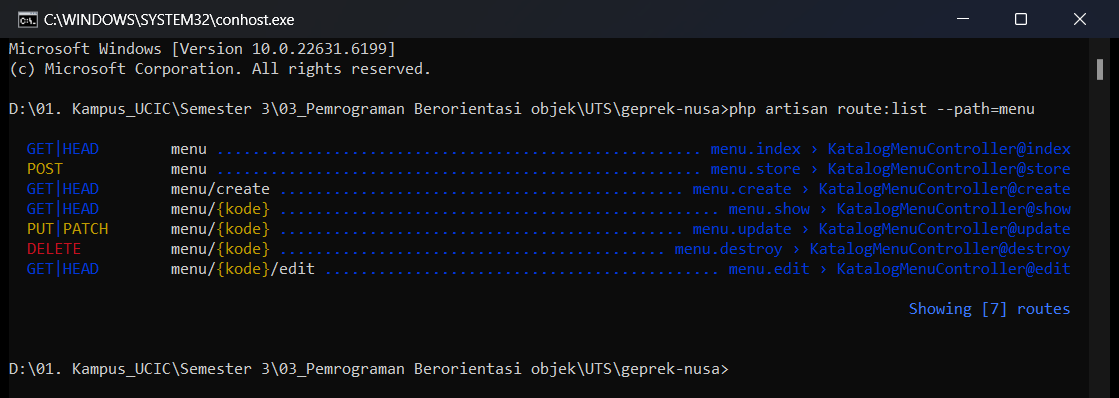 C:\WINDOWS\SYSTEM32\conhost.exe
Microsoft Windows [Version 10.0.22631.6199]
(c) Microsoft Corporation. All rights reserved.
D:\01. Kampus_UCIC\Semester 3\03_Pemrograman Berorientasi objek\UTS\geprek-nusa>php artisan route:list --path=menu
GET|HEAD menu ...................................................... menu.index › KatalogMenuController@index
POST menu ...................................................... menu.store › KatalogMenuController@store
GET|HEAD menu/create ............................................. menu.create › KatalogMenuController@create
GET|HEAD menu/{kode} ................................................. menu.show › KatalogMenuController@show
PUT|PATCH menu/{kode} ............................................. menu.update › KatalogMenuController@update
DELETE menu/{kode} ........................................... menu.destroy › KatalogMenuController@destroy
GET|HEAD menu/{kode}/edit ............................................ menu.edit › KatalogMenuController@edit
Showing [7] routes
D:\01. Kampus_UCIC\Semester 3\03_Pemrograman Berorientasi objek\UTS\geprek-nusa>